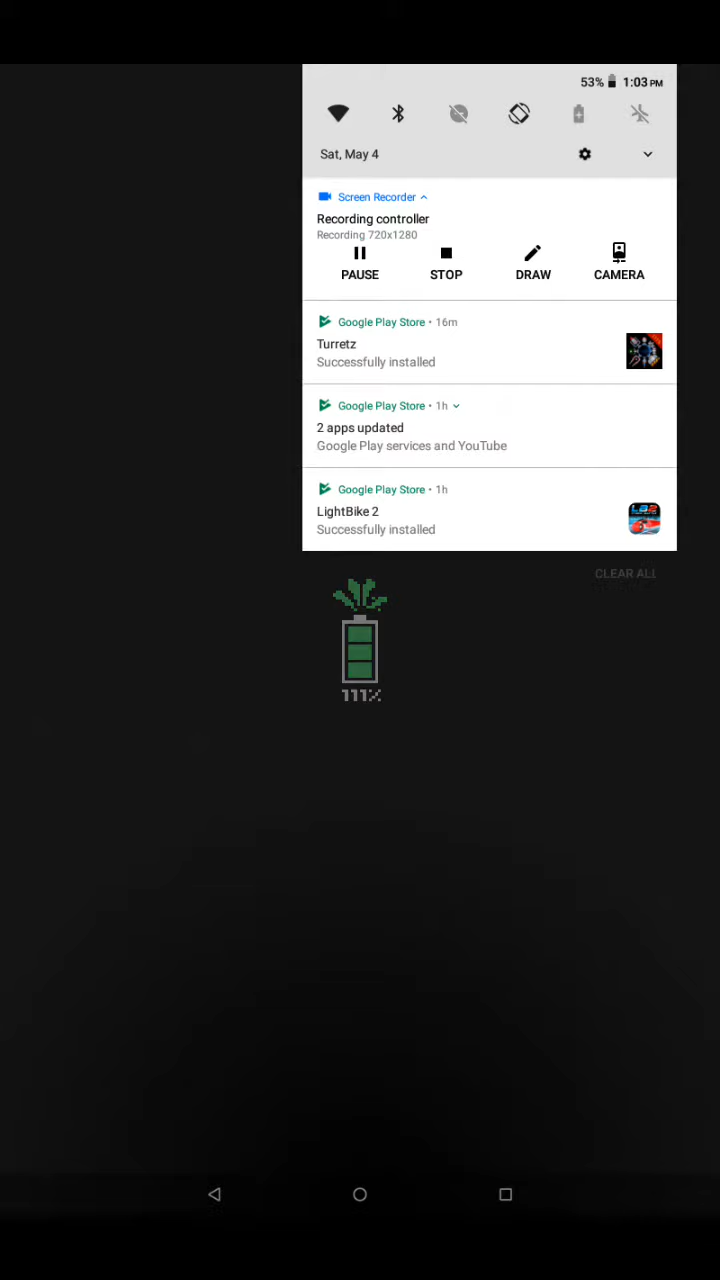 53% 1:03 PM
Sat, May 4
Screen Recorder
Recording controller
Recording 720x1280
PAUSE STOP DRAW CAMERA
Google Play Store • 16m
Turretz
Successfully installed
Google Play Store • 1h
2 apps updated
Google Play services and YouTube
Google Play Store • 1h
LightBike 2
Successfully installed
CLEAR ALL
111%